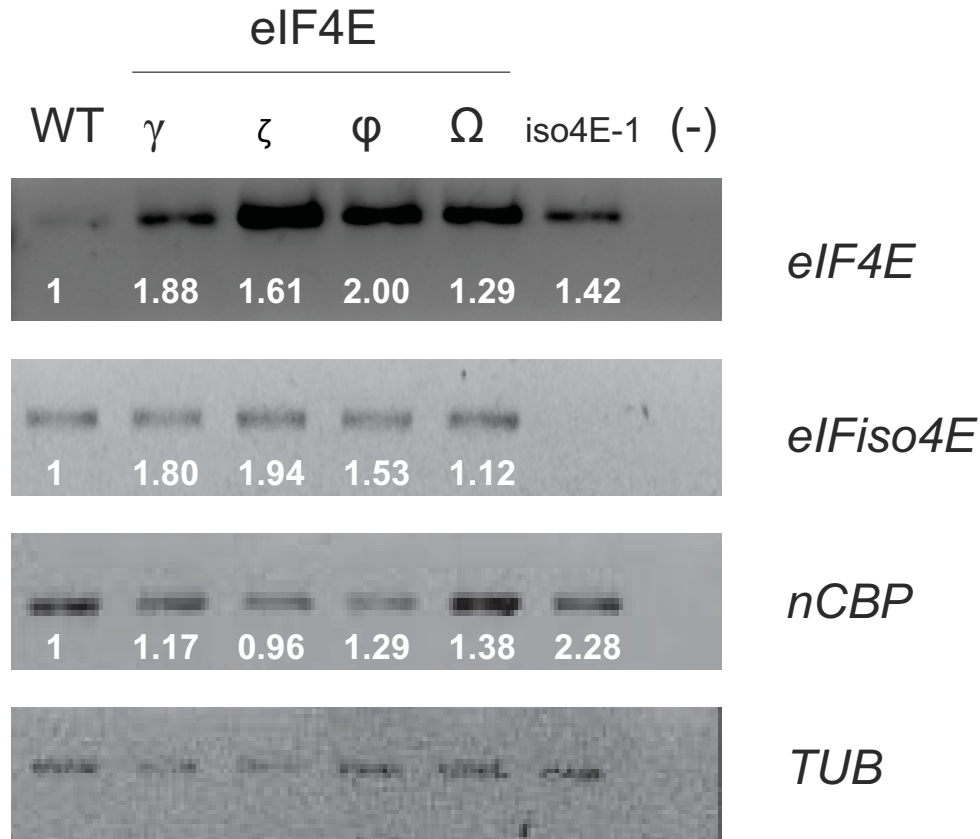 eIF4E
WT γ ζ φ Ω iso4E-1 (-)
eIF4E
1 1.88 1.61 2.00 1.29 1.42
eIFiso4E
1 1.80 1.94 1.53 1.12
nCBP
1 1.17 0.96 1.29 1.38 2.28
TUB